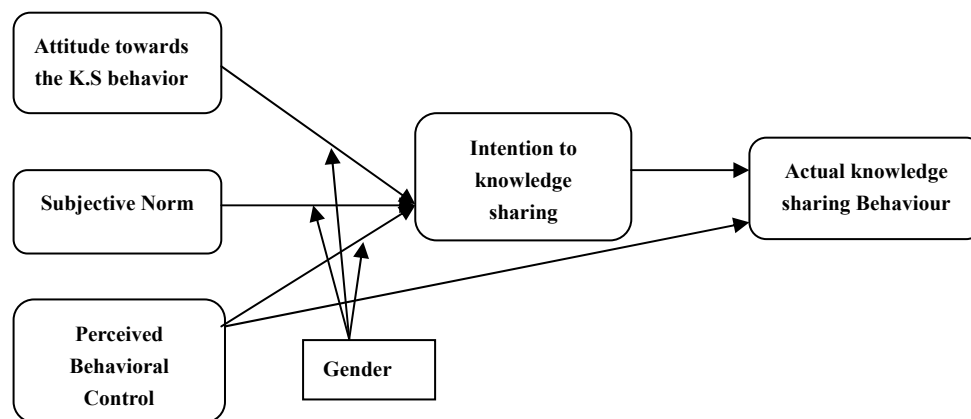 Attitude towards
the K.S behavior
Subjective Norm
Perceived
Behavioral
Control
Gender
Intention to
knowledge
sharing
Actual knowledge
sharing Behaviour